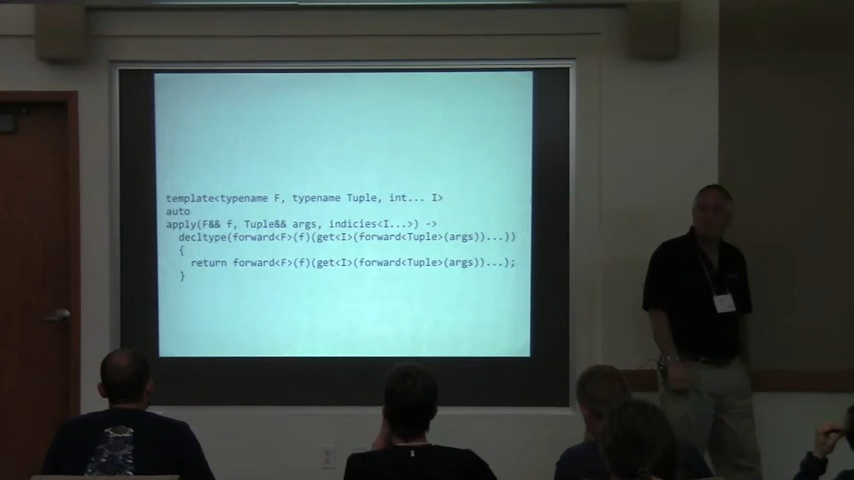 template<typename F, typename Tuple, int... I>
auto
apply(F&& f, Tuple&& args, indicies<I...>) ->
decltype(forward<F>(f)(get<I>(forward<Tuple>(args))...))
{
return forward<F>(f)(get<I>(forward<Tuple>(args))...);
}